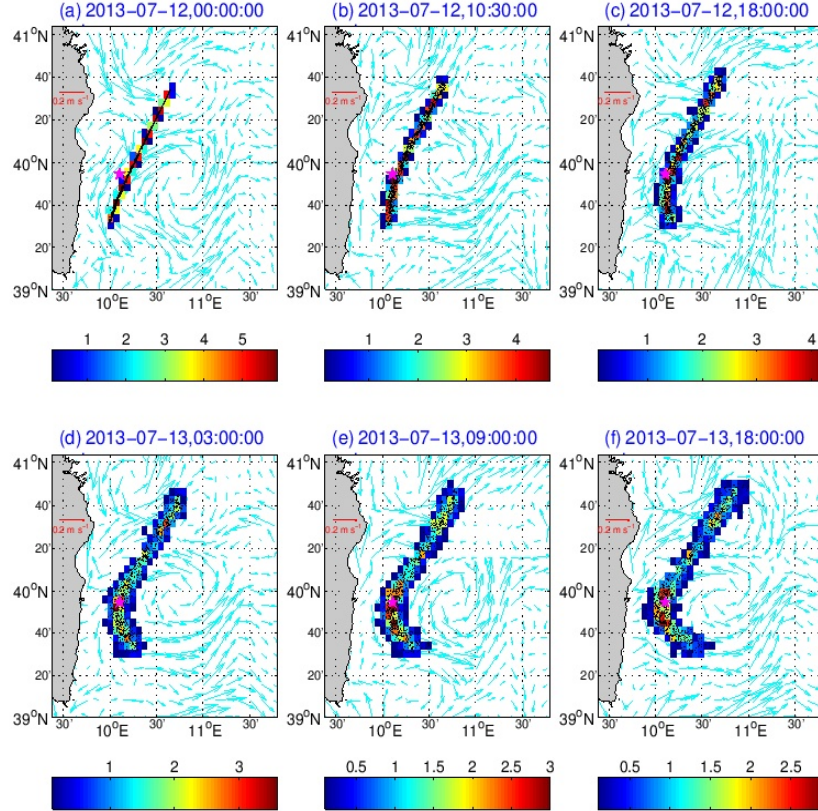 (a) 2013−07−12,00:00:00 (b) 2013−07−12,10:30:00 (c) 2013−07−12,18:00:00
41°N 41°N 41°N
40' 40' 40'
0.2 m s⁻¹ 0.2 m s⁻¹ 0.2 m s⁻¹
20' 20' 20'
40°N 40°N 40°N
40' 40' 40'
20' 20' 20'
39°N 39°N 39°N
30' 10°E 30' 11°E 30' 30' 10°E 30' 11°E 30' 30' 10°E 30' 11°E 30'
1 2 3 4 5 1 2 3 4 1 2 3 4
(d) 2013−07−13,03:00:00 (e) 2013−07−13,09:00:00 (f) 2013−07−13,18:00:00
41°N 41°N 41°N
40' 40' 40'
0.2 m s⁻¹ 0.2 m s⁻¹ 0.2 m s⁻¹
20' 20' 20'
40°N 40°N 40°N
40' 40' 40'
20' 20' 20'
39°N 39°N 39°N
30' 10°E 30' 11°E 30' 30' 10°E 30' 11°E 30' 30' 10°E 30' 11°E 30'
1 2 3 0.5 1 1.5 2 2.5 3 0.5 1 1.5 2 2.5